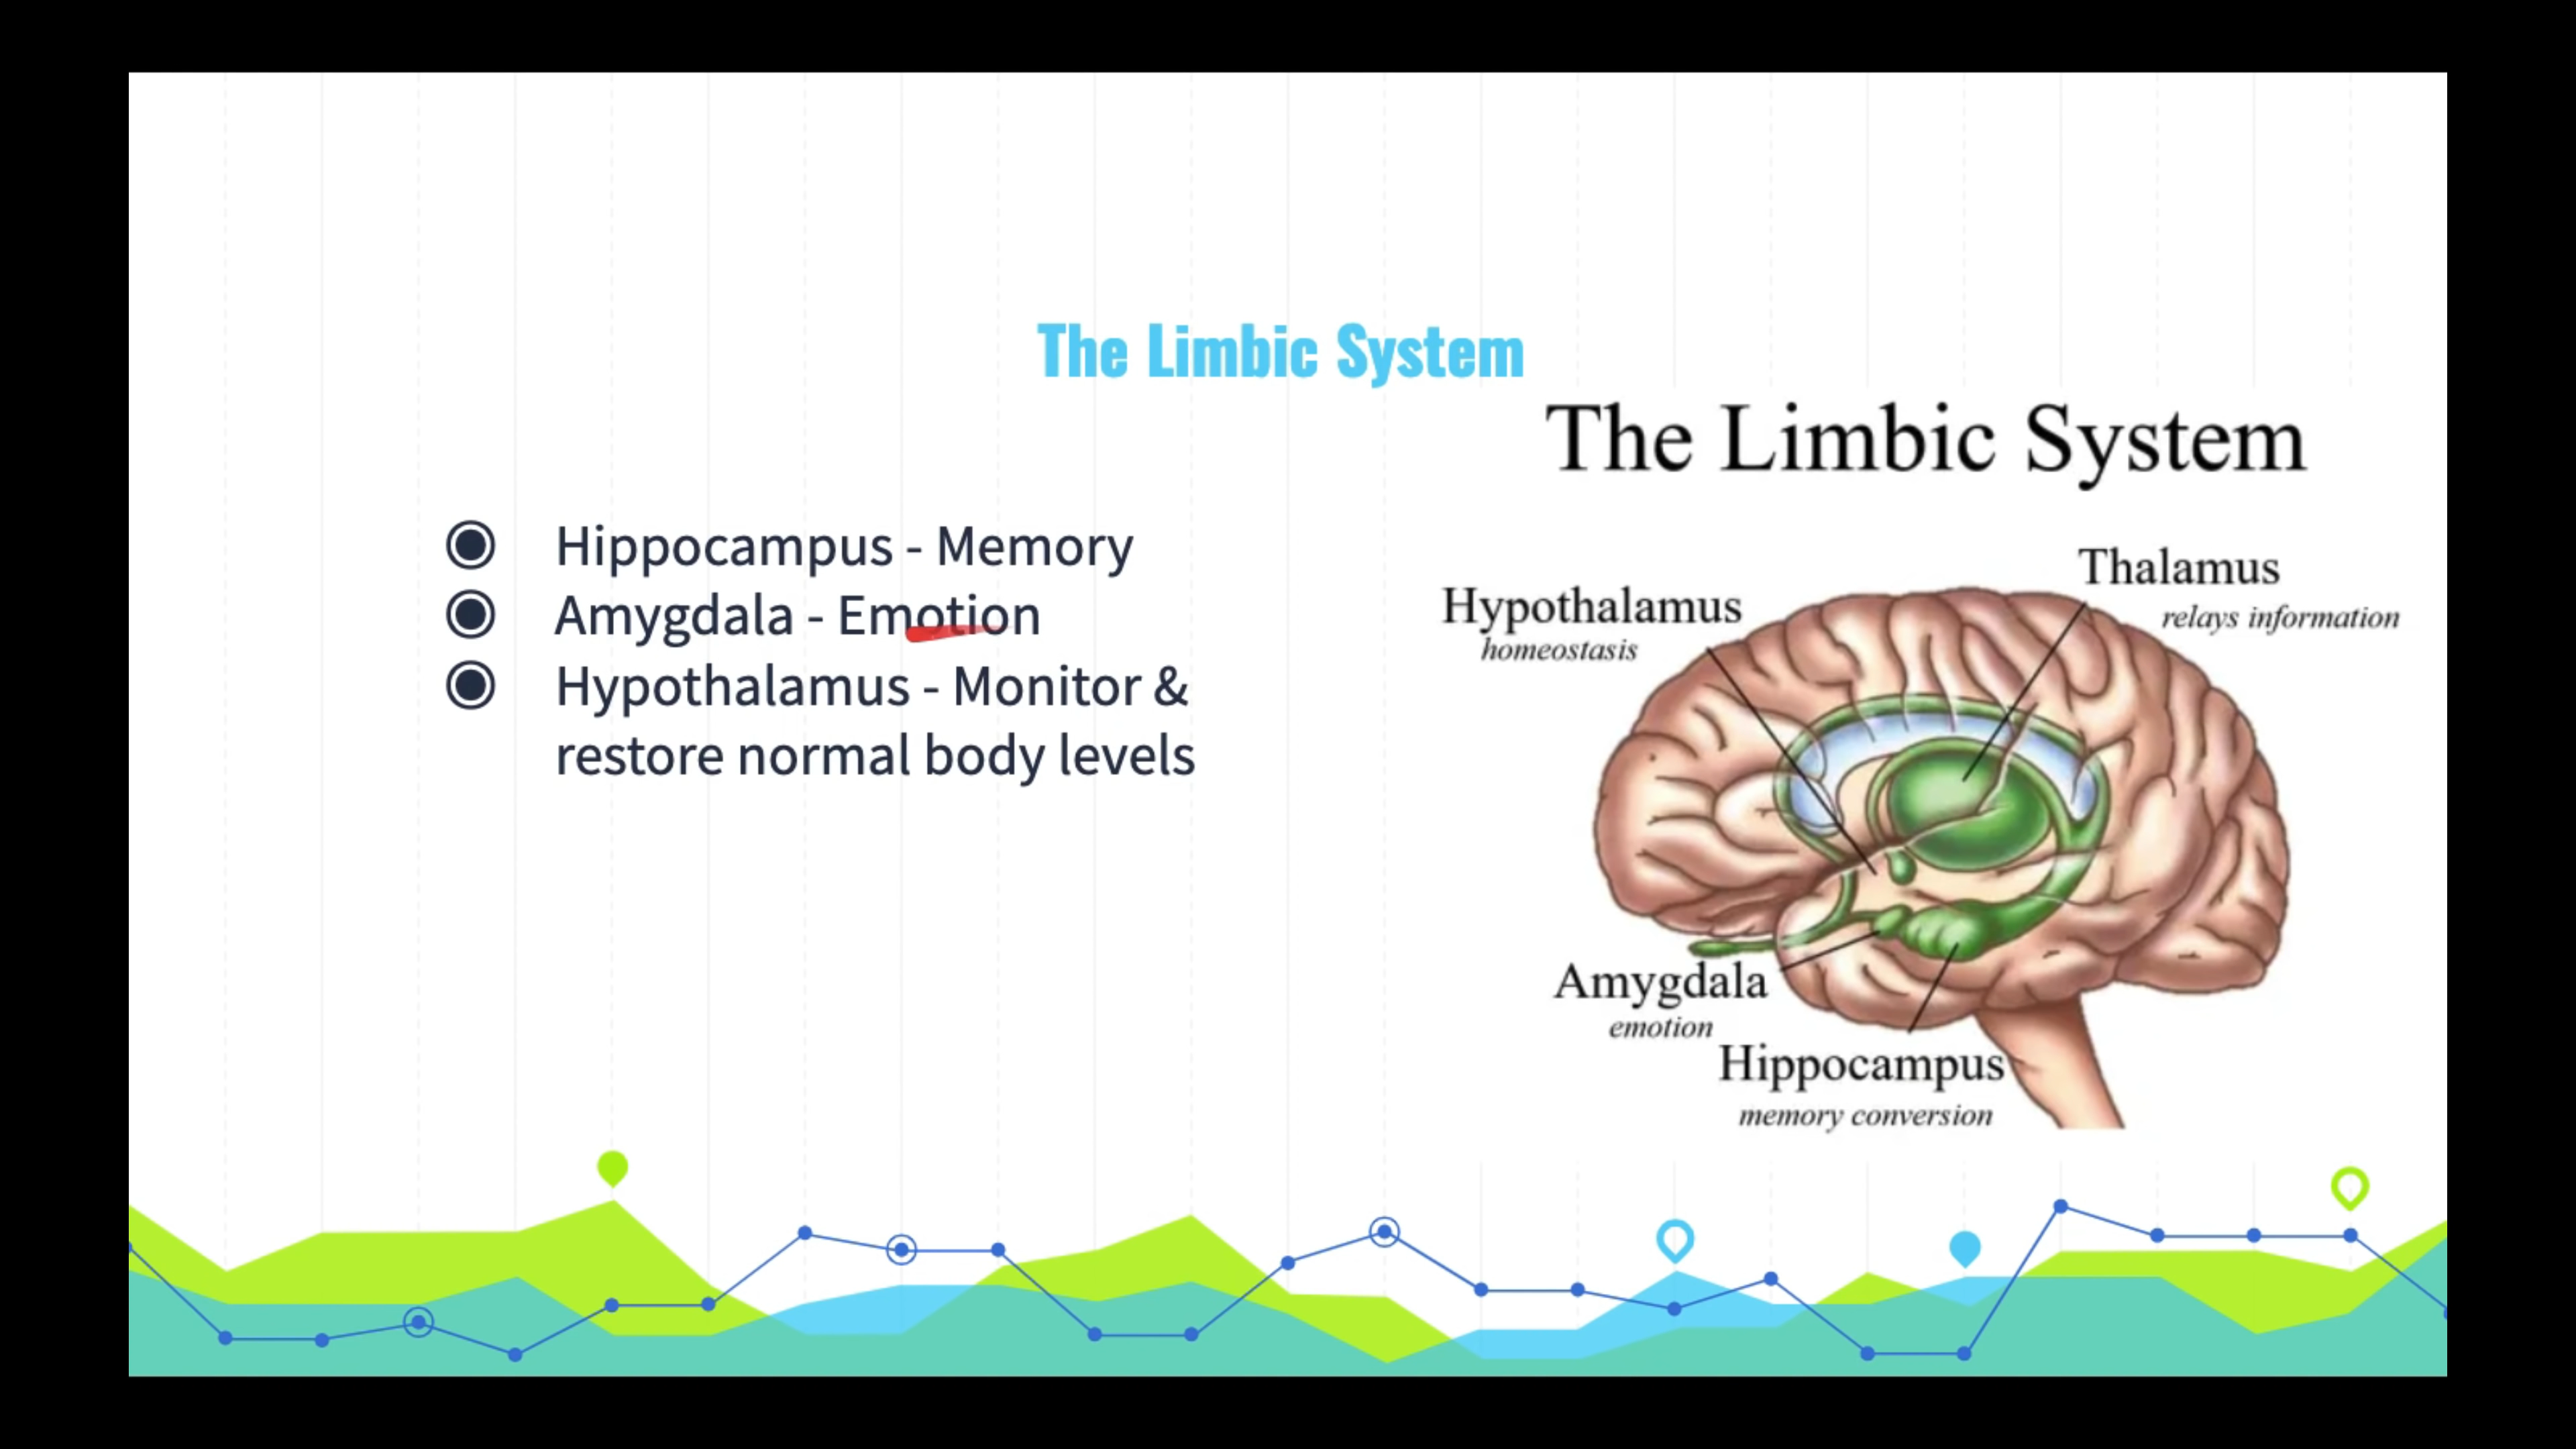 The Limbic System
Hippocampus - Memory
Amygdala - Emotion
Hypothalamus - Monitor &
restore normal body levels
The Limbic System
Thalamus
relays information
Hypothalamus
homeostasis
Amygdala
emotion
Hippocampus
memory conversion